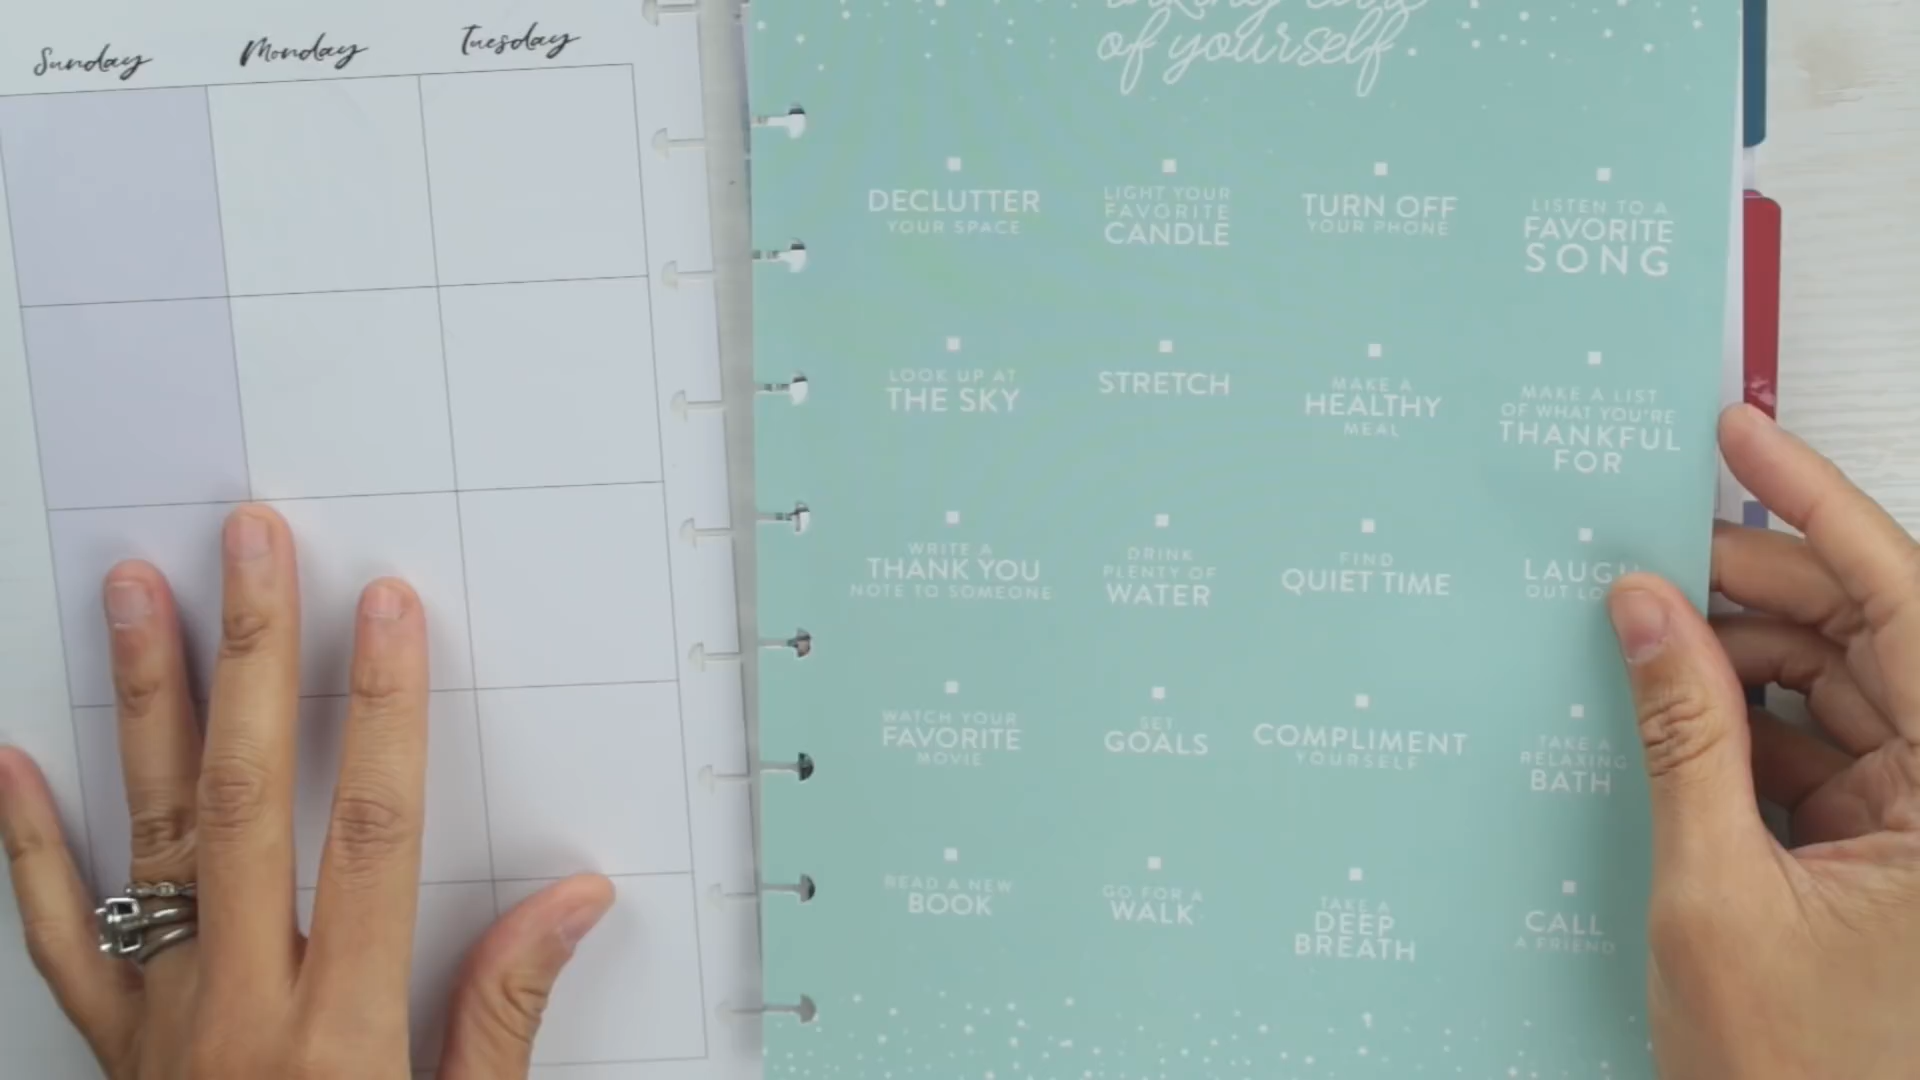 Sunday Monday Tuesday
of yourself.
DECLUTTER
YOUR SPACE
LIGHT YOUR
FAVORITE
CANDLE
TURN OFF
YOUR PHONE
LISTEN TO A
FAVORITE
SONG
LOOK UP AT
THE SKY
STRETCH
MAKE A
HEALTHY
MEAL
MAKE A LIST
OF WHAT YOU'RE
THANKFUL
FOR
WRITE A
THANK YOU
NOTE TO SOMEONE
DRINK
PLENTY OF
WATER
FIND
QUIET TIME
LAUGH
OUT
WATCH YOUR
FAVORITE
MOVIE
SET
GOALS
COMPLIMENT
YOURSELF
TAKE A
RELAXING
BATH
READ A NEW
BOOK
GO FOR A
WALK
TAKE A
DEEP
BREATH
CALL
A FRIEND